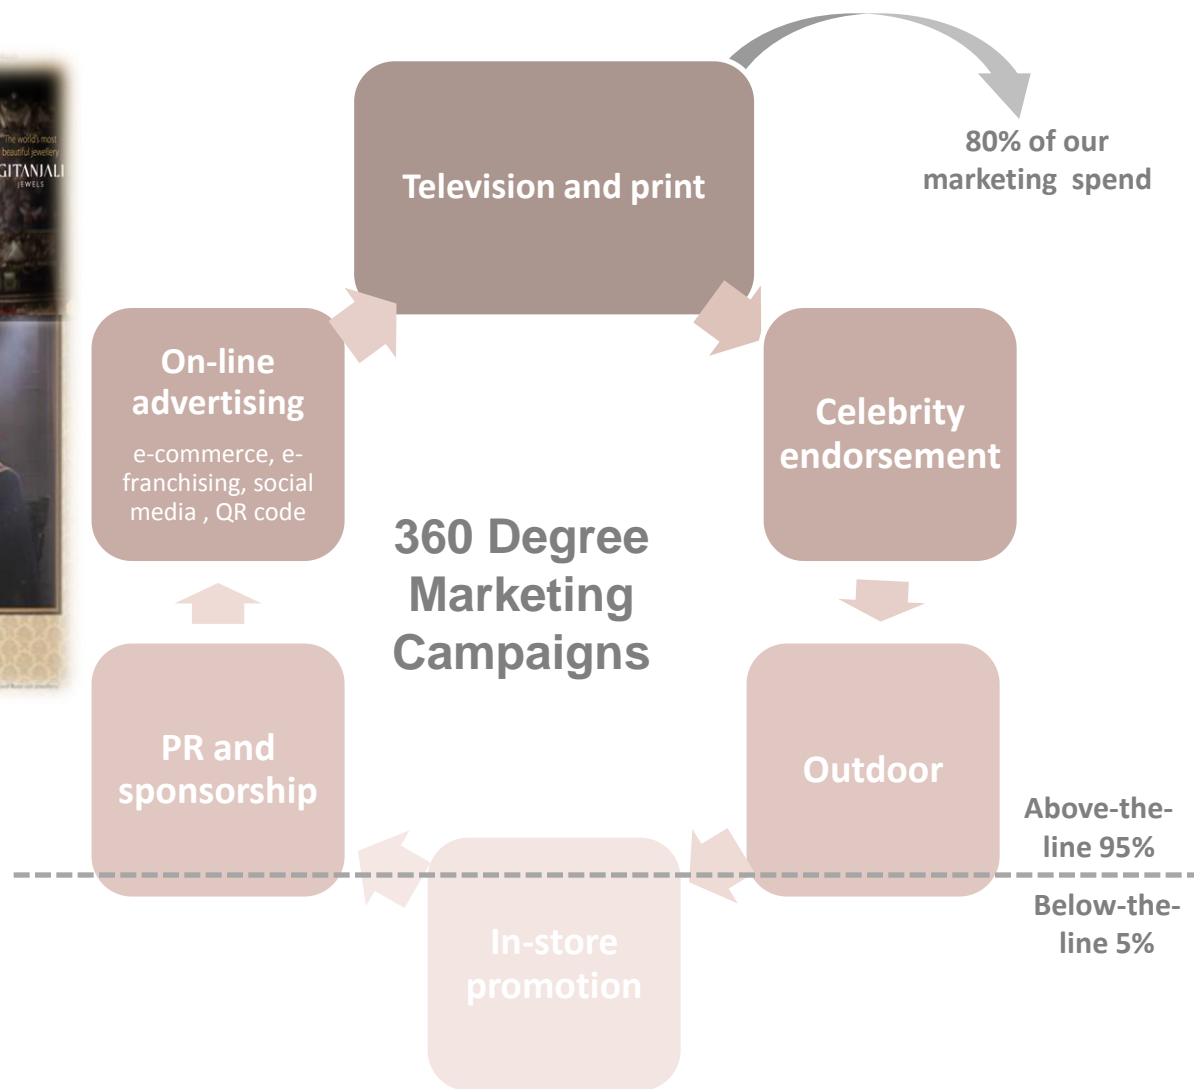 The world's most
beautiful jewellery
GITANJALI
JEWELS
Television and print
80% of our
marketing spend
On-line
advertising
e-commerce, e-
franchising, social
media , QR code
Celebrity
endorsement
360 Degree
Marketing
Campaigns
PR and
sponsorship
Outdoor
Above-the-
line 95%
Below-the-
line 5%
In-store
promotion